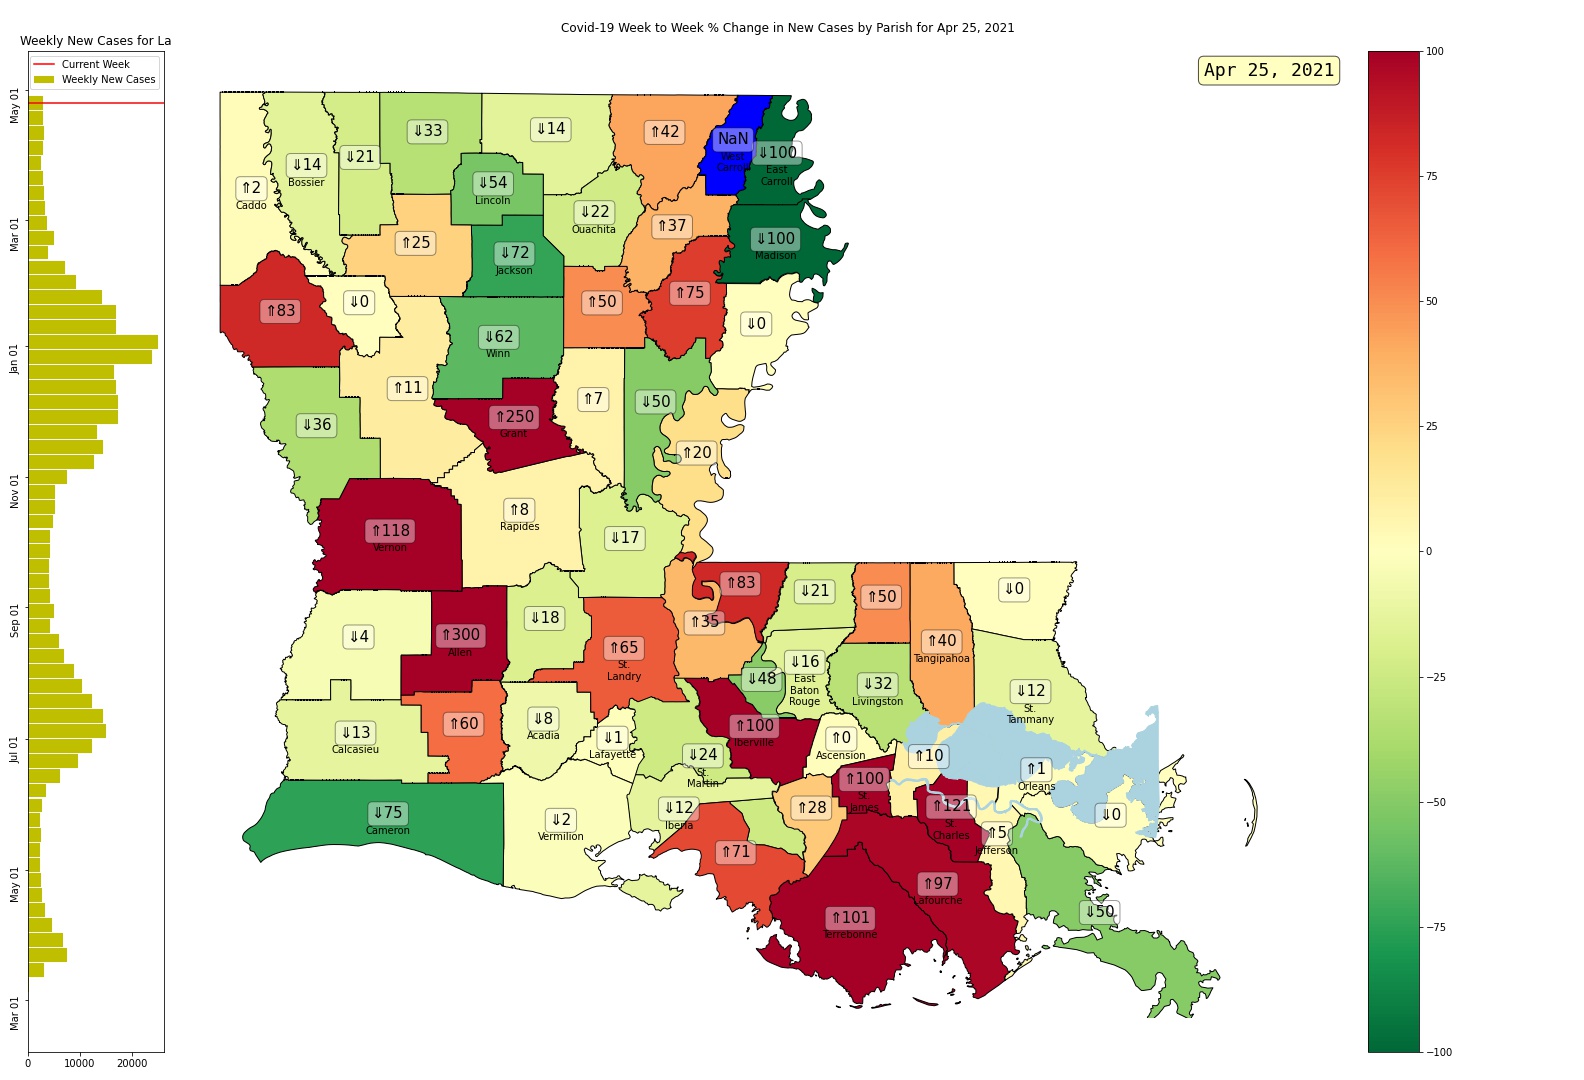 Covid-19 Week to Week % Change in New Cases by Parish for Apr 25, 2021
Weekly New Cases for La
Current Week
Weekly New Cases
May 01
Mar 01
Jan 01
Nov 01
Sep 01
Jul 01
May 01
Mar 01
0
10000
20000
Apr 25, 2021
⇑2
Caddo
⇓14
Bossier
⇓21
⇓33
⇓14
⇑42
NaN
West
Carroll
⇓100
East
Carroll
⇓54
Lincoln
⇓22
Ouachita
⇑37
⇓100
Madison
⇑25
⇓72
Jackson
⇑83
⇓0
⇑50
⇑75
⇓0
⇓62
Winn
⇑11
⇑7
⇓50
⇓36
⇑250
Grant
⇑20
⇑118
Vernon
⇑8
Rapides
⇓17
⇑83
⇓21
⇑50
⇓0
⇓4
⇑300
Allen
⇓18
⇑65
St.
Landry
⇑35
⇑40
Tangipahoa
⇓16
East
Baton
Rouge
⇓48
⇓32
Livingston
⇓12
St.
Tammany
⇓13
Calcasieu
⇑60
⇓8
Acadia
⇓1
Lafayette
⇓24
St.
Martin
⇑100
Iberville
⇑0
Ascension
⇑10
⇑1
Orleans
⇓75
Cameron
⇓2
Vermilion
⇓12
Iberia
⇑28
⇑100
St.
James
⇑121
St.
Charles
⇑5
Jefferson
⇓0
⇑71
⇑97
Lafourche
⇑101
Terrebonne
⇓50
100
75
50
25
0
−25
−50
−75
−100